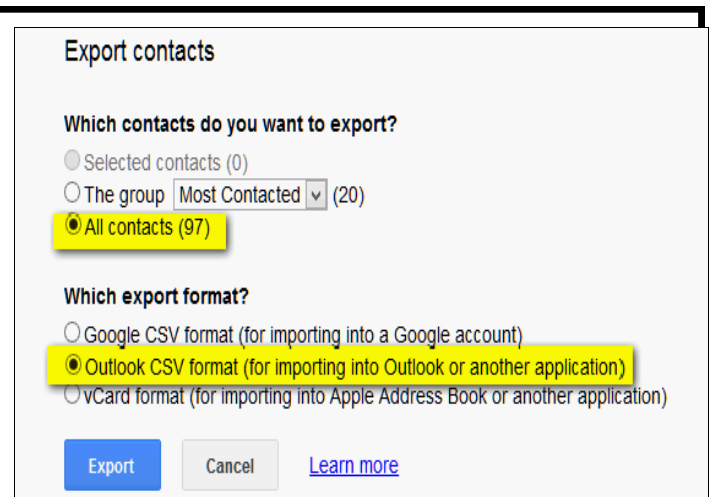 Export contacts
Which contacts do you want to export?
Selected contacts (0)
The group Most Contacted (20)
All contacts (97)
Which export format?
Google CSV format (for importing into a Google account)
Outlook CSV format (for importing into Outlook or another application)
vCard format (for importing into Apple Address Book or another application)
Export Cancel Learn more